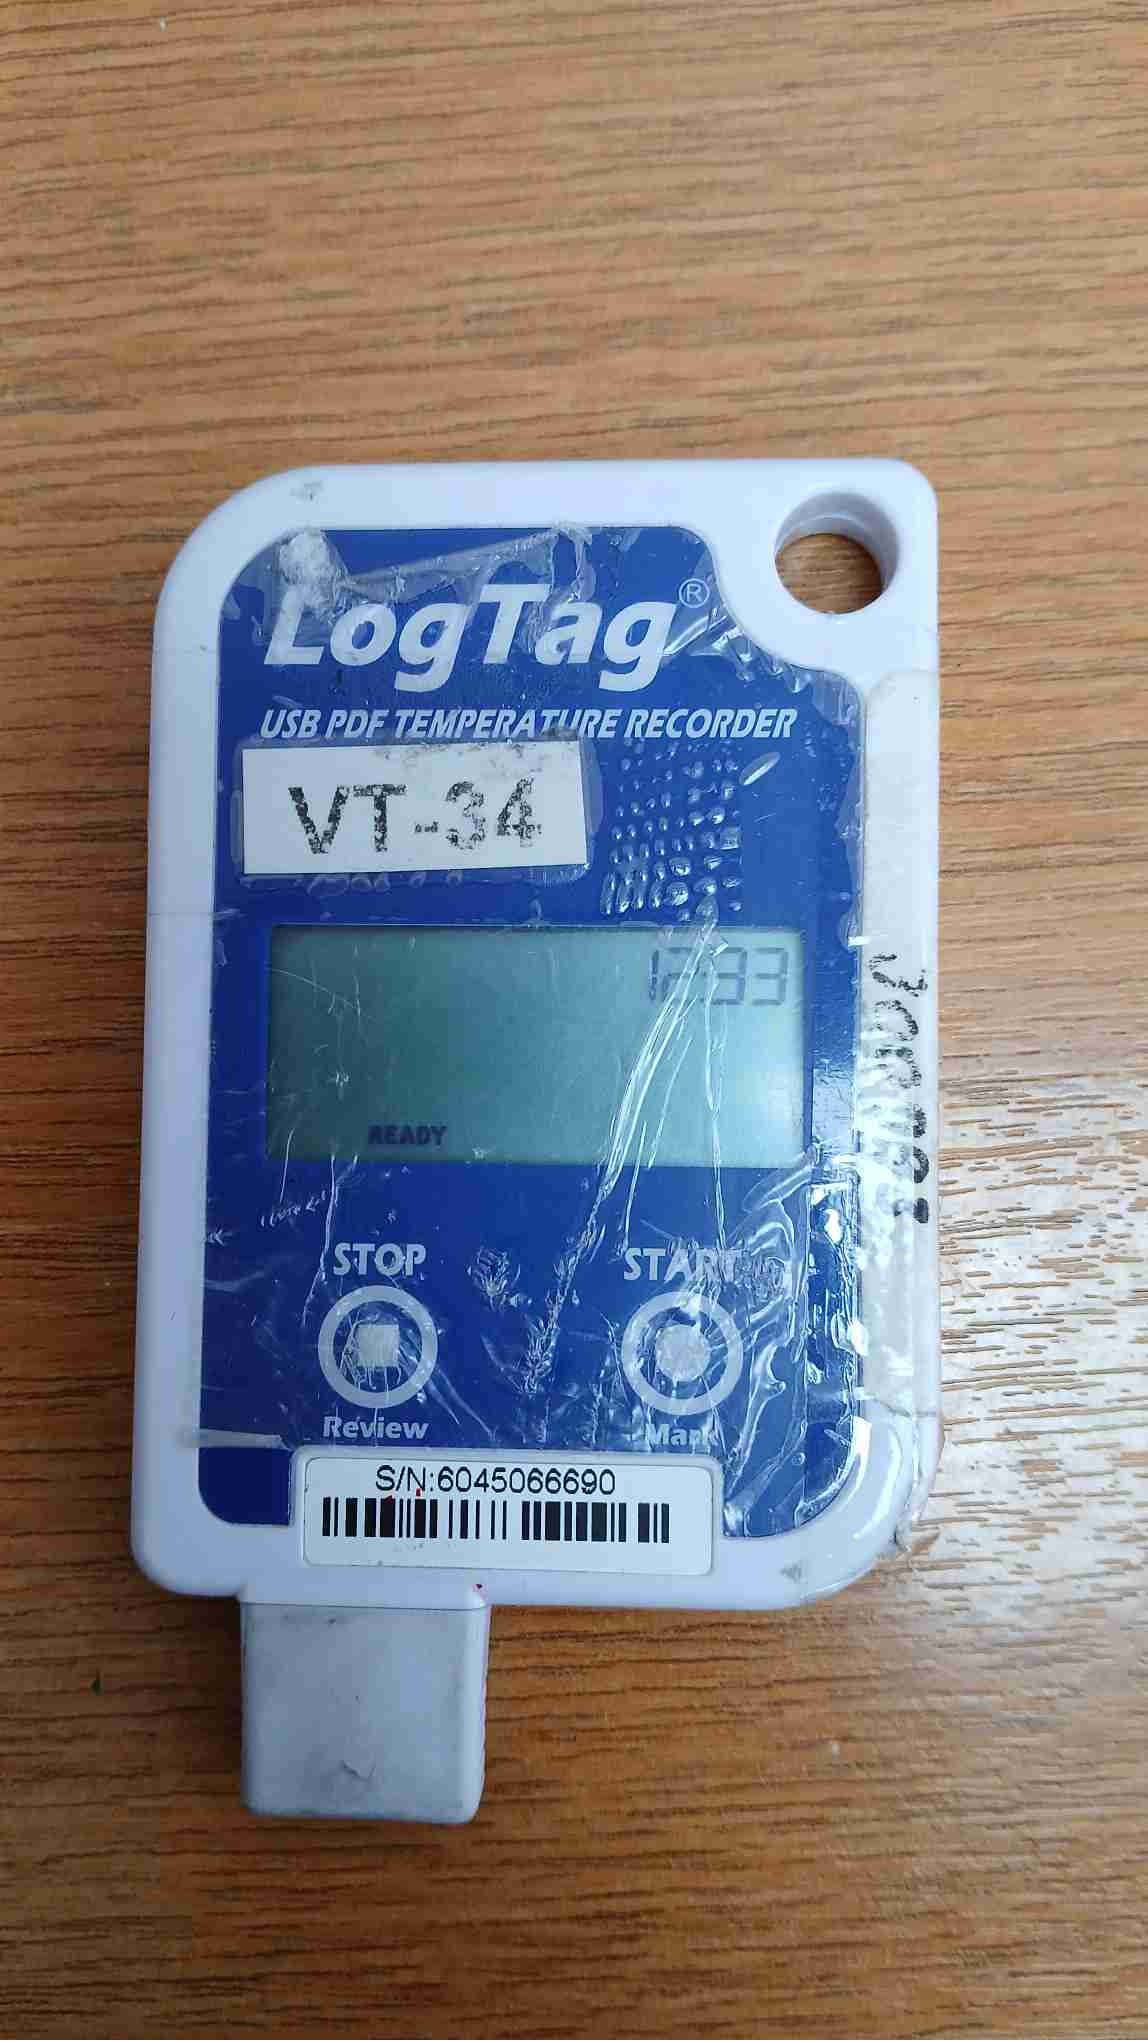 LogTag®
USB PDF TEMPERATURE RECORDER
VT-34
12:33
READY
STOP
START
Review
Mark
S/N:6045066690